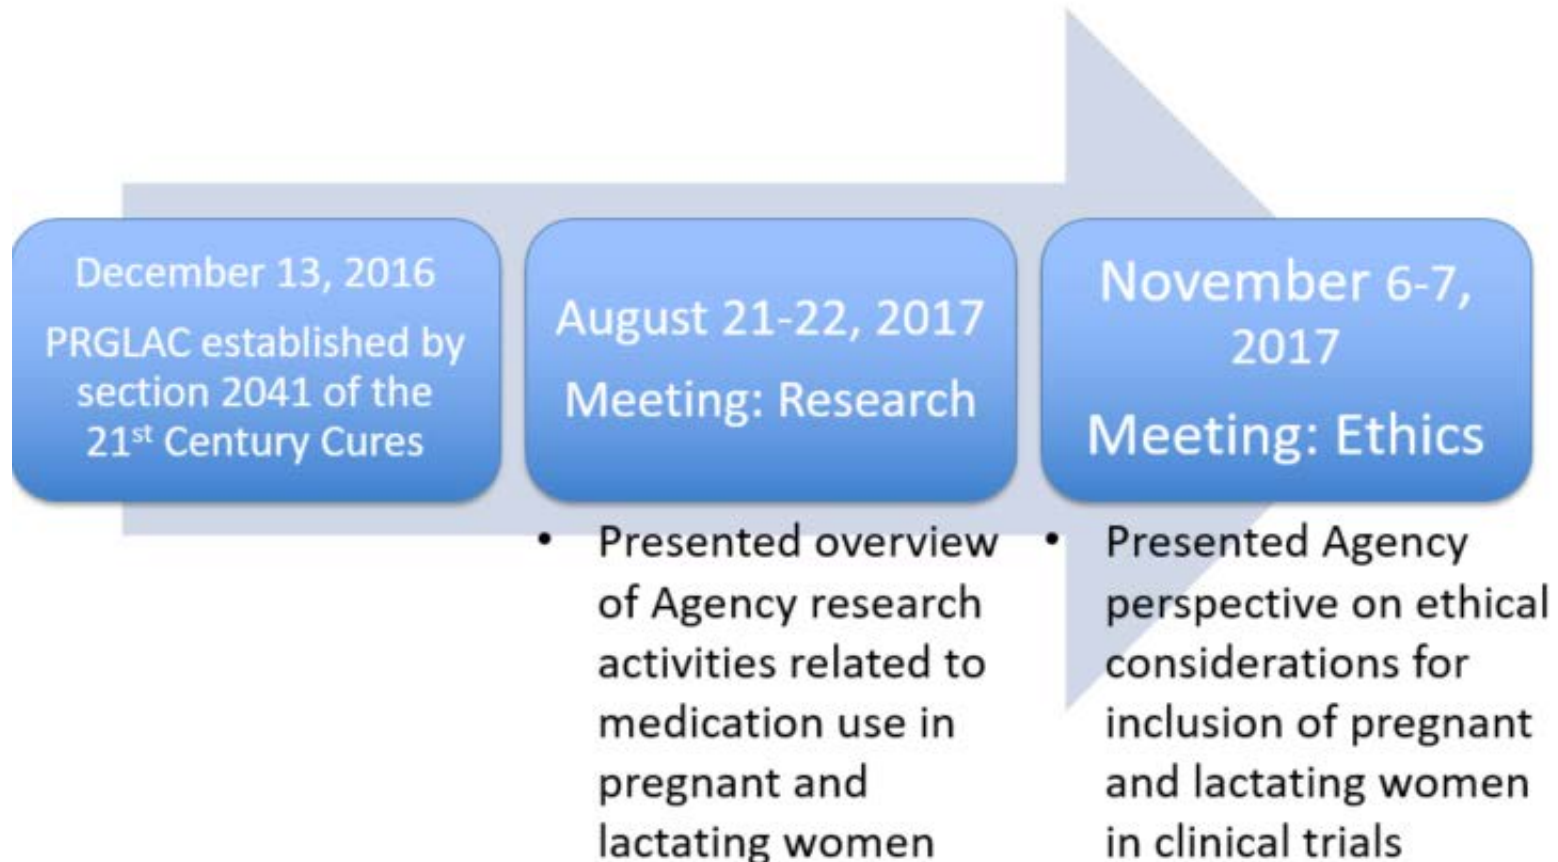 December 13, 2016
PRGLAC established by
section 2041 of the
21st Century Cures
August 21-22, 2017
Meeting: Research
November 6-7,
2017
Meeting: Ethics
• Presented overview
of Agency research
activities related to
medication use in
pregnant and
lactating women
• Presented Agency
perspective on ethical
considerations for
inclusion of pregnant
and lactating women
in clinical trials